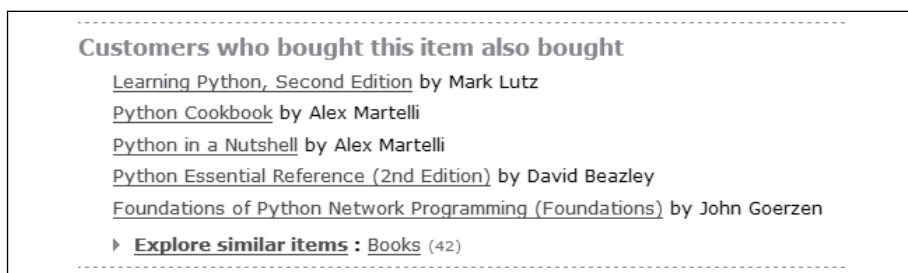 Customers who bought this item also bought
Learning Python, Second Edition by Mark Lutz
Python Cookbook by Alex Martelli
Python in a Nutshell by Alex Martelli
Python Essential Reference (2nd Edition) by David Beazley
Foundations of Python Network Programming (Foundations) by John Goerzen
Explore similar items : Books (42)